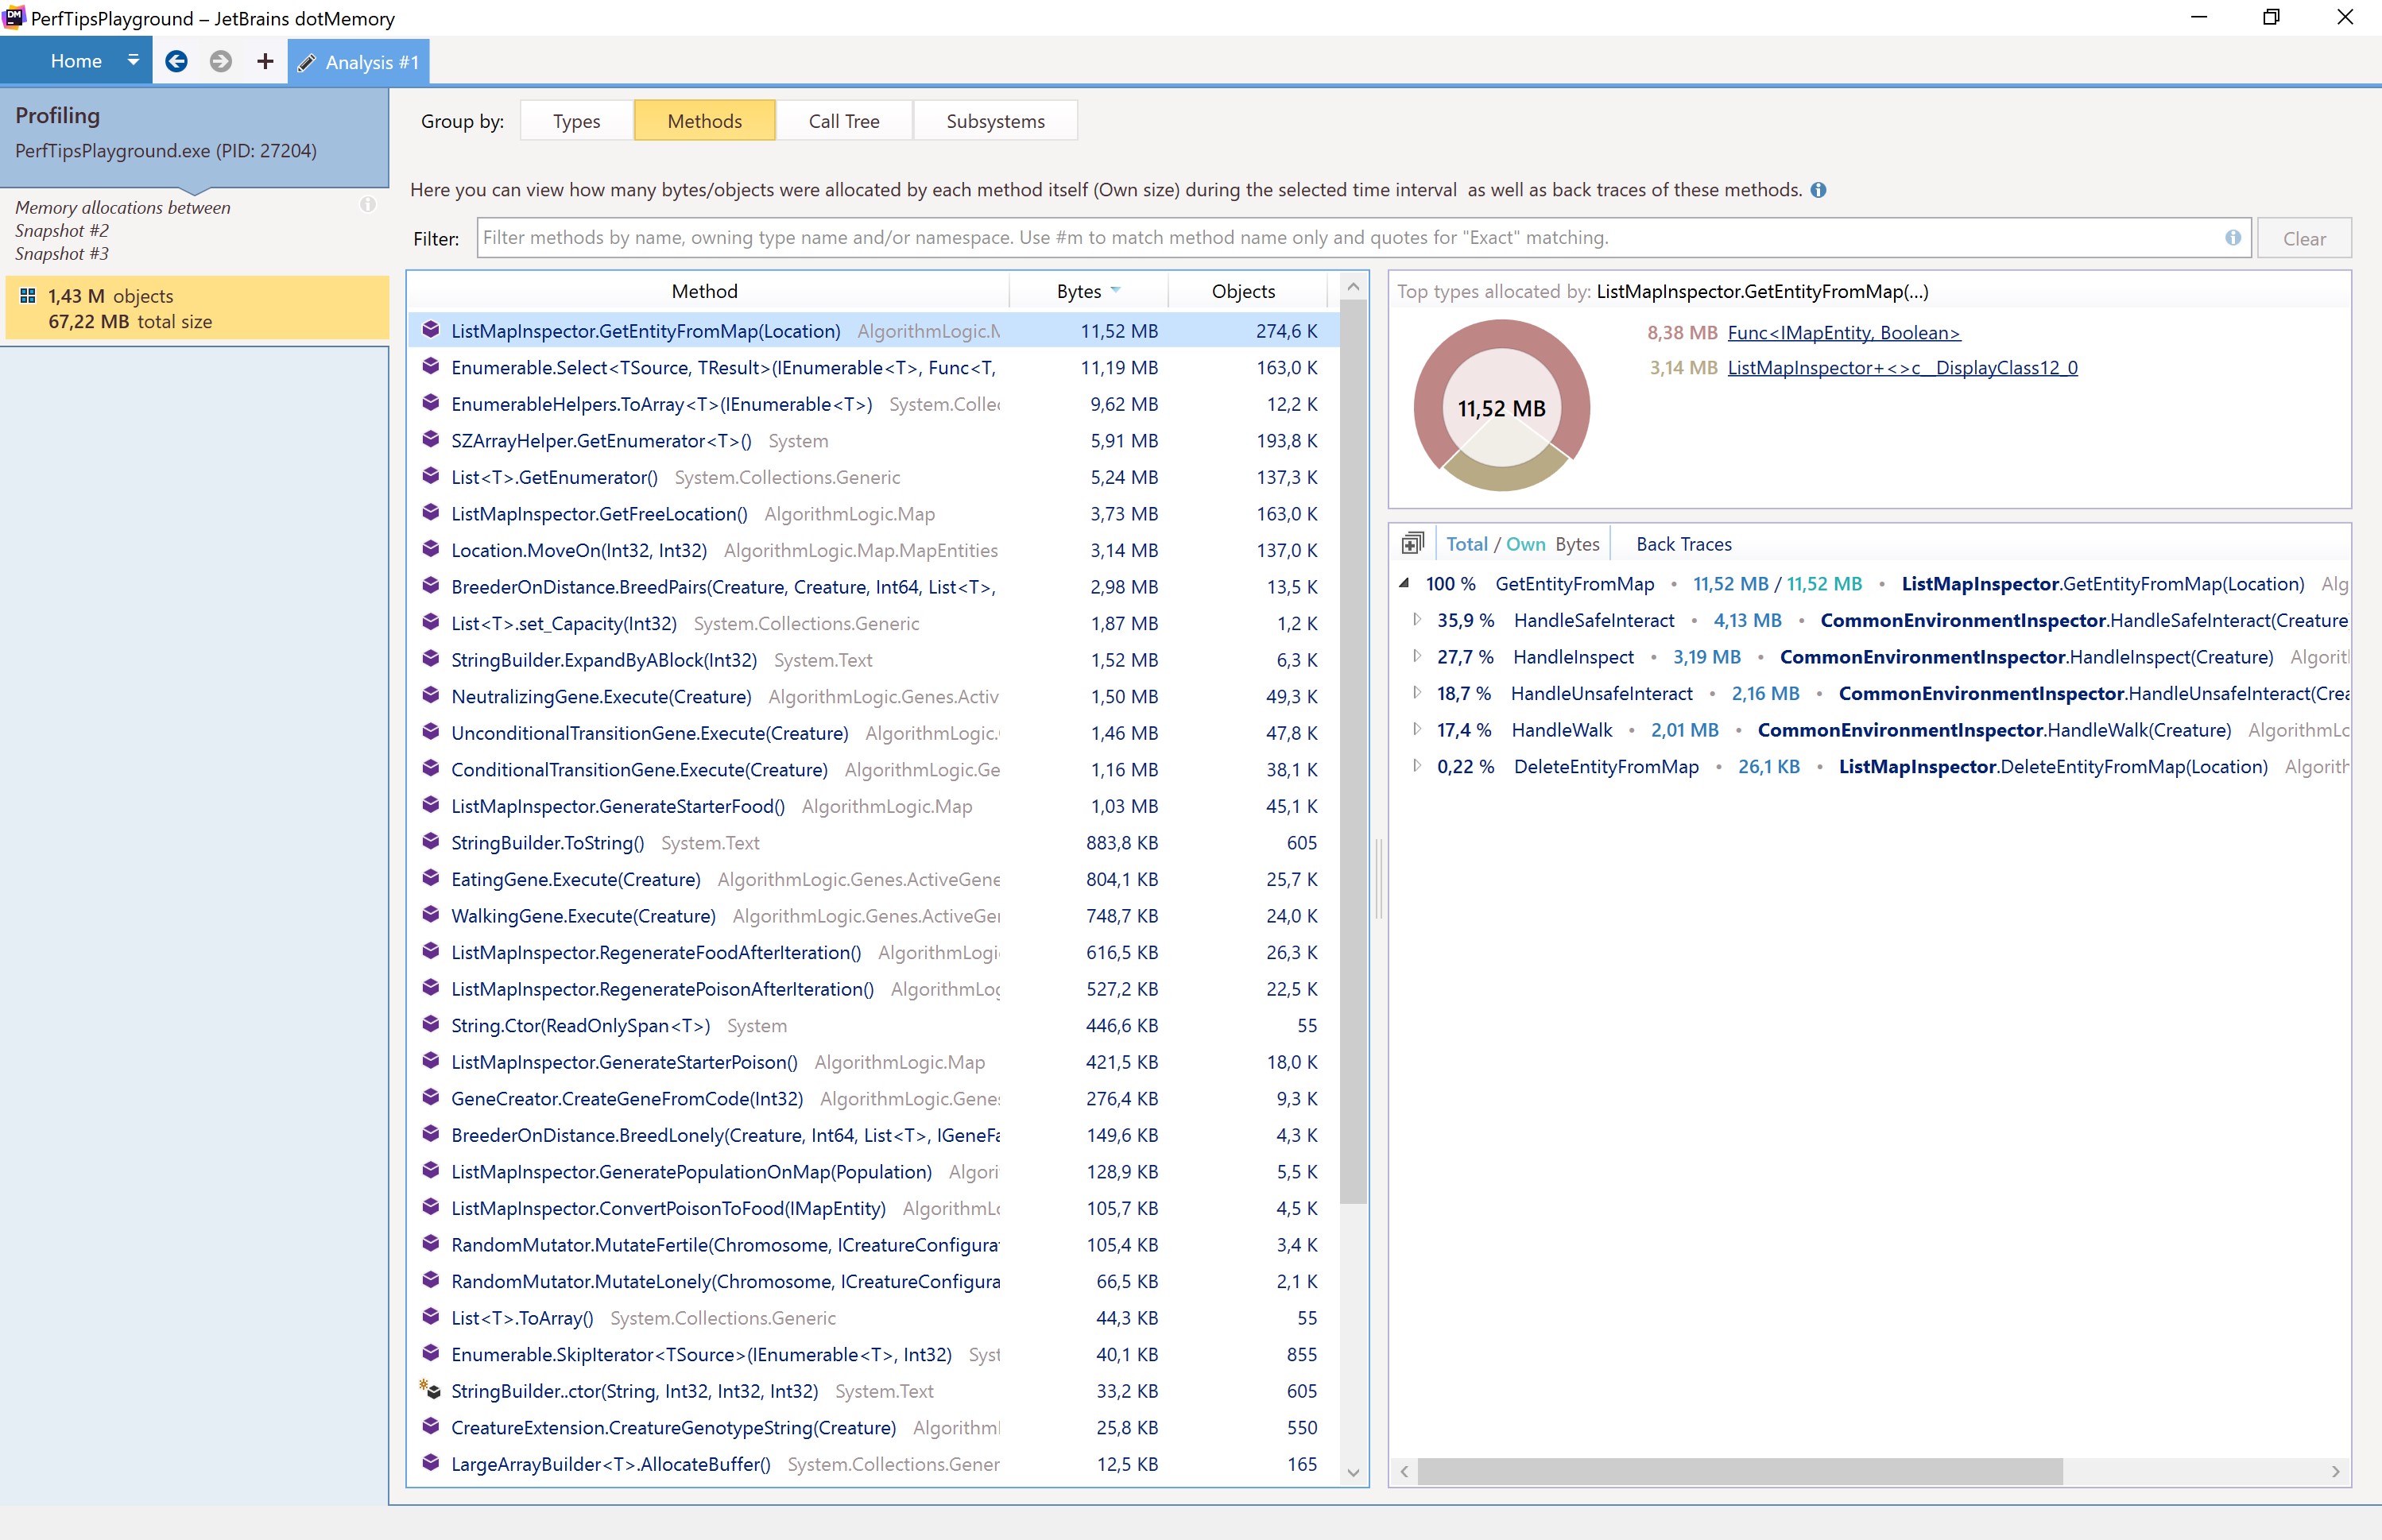 PerfTipsPlayground – JetBrains dotMemory
Home
Analysis #1
Profiling
PerfTipsPlayground.exe (PID: 27204)
Memory allocations between
Snapshot #2
Snapshot #3
1,43 M objects
67,22 MB total size
Group by: Types Methods Call Tree Subsystems
Here you can view how many bytes/objects were allocated by each method itself (Own size) during the selected time interval as well as back traces of these methods.
Filter: Filter methods by name, owning type name and/or namespace. Use #m to match method name only and quotes for "Exact" matching. Clear
Method Bytes Objects
ListMapInspector.GetEntityFromMap(Location) AlgorithmLogic. 11,52 MB 274,6 K
Enumerable.Select<TSource, TResult>(IEnumerable<T>, Func<T, 11,19 MB 163,0 K
EnumerableHelpers.ToArray<T>(IEnumerable<T>) System.Collec 9,62 MB 12,2 K
SZArrayHelper.GetEnumerator<T>() System 5,91 MB 193,8 K
List<T>.GetEnumerator() System.Collections.Generic 5,24 MB 137,3 K
ListMapInspector.GetFreeLocation() AlgorithmLogic.Map 3,73 MB 163,0 K
Location.MoveOn(Int32, Int32) AlgorithmLogic.Map.MapEntities 3,14 MB 137,0 K
BreederOnDistance.BreedPairs(Creature, Creature, Int64, List<T>, 2,98 MB 13,5 K
List<T>.set_Capacity(Int32) System.Collections.Generic 1,87 MB 1,2 K
StringBuilder.ExpandByABlock(Int32) System.Text 1,52 MB 6,3 K
NeutralizingGene.Execute(Creature) AlgorithmLogic.Genes.Activ 1,50 MB 49,3 K
UnconditionalTransitionGene.Execute(Creature) AlgorithmLogic. 1,46 MB 47,8 K
ConditionalTransitionGene.Execute(Creature) AlgorithmLogic.Ge 1,16 MB 38,1 K
ListMapInspector.GenerateStarterFood() AlgorithmLogic.Map 1,03 MB 45,1 K
StringBuilder.ToString() System.Text 883,8 KB 605
EatingGene.Execute(Creature) AlgorithmLogic.Genes.ActiveGene 804,1 KB 25,7 K
WalkingGene.Execute(Creature) AlgorithmLogic.Genes.ActiveGen 748,7 KB 24,0 K
ListMapInspector.RegenerateFoodAfterIteration() AlgorithmLogi 616,5 KB 26,3 K
ListMapInspector.RegeneratePoisonAfterIteration() AlgorithmLog 527,2 KB 22,5 K
String.Ctor(ReadOnlySpan<T>) System 446,6 KB 55
ListMapInspector.GenerateStarterPoison() AlgorithmLogic.Map 421,5 KB 18,0 K
GeneCreator.CreateGeneFromCode(Int32) AlgorithmLogic.Genes 276,4 KB 9,3 K
BreederOnDistance.BreedLonely(Creature, Int64, List<T>, IGeneFa 149,6 KB 4,3 K
ListMapInspector.GeneratePopulationOnMap(Population) Algori 128,9 KB 5,5 K
ListMapInspector.ConvertPoisonToFood(IMapEntity) AlgorithmLo 105,7 KB 4,5 K
RandomMutator.MutateFertile(Chromosome, ICreatureConfigurat 105,4 KB 3,4 K
RandomMutator.MutateLonely(Chromosome, ICreatureConfigura 66,5 KB 2,1 K
List<T>.ToArray() System.Collections.Generic 44,3 KB 55
Enumerable.SkipIterator<TSource>(IEnumerable<T>, Int32) Syst 40,1 KB 855
StringBuilder..ctor(String, Int32, Int32, Int32) System.Text 33,2 KB 605
CreatureExtension.CreatureGenotypeString(Creature) Algorithml 25,8 KB 550
LargeArrayBuilder<T>.AllocateBuffer() System.Collections.Gener 12,5 KB 165
Top types allocated by: ListMapInspector.GetEntityFromMap(...)
11,52 MB
8,38 MB Func<IMapEntity, Boolean>
3,14 MB ListMapInspector+<>c__DisplayClass12_0
Total / Own Bytes Back Traces
100 % GetEntityFromMap • 11,52 MB / 11,52 MB • ListMapInspector.GetEntityFromMap(Location) Alg
35,9 % HandleSafeInteract • 4,13 MB • CommonEnvironmentInspector.HandleSafeInteract(Creature
27,7 % HandleInspect • 3,19 MB • CommonEnvironmentInspector.HandleInspect(Creature) Algorit
18,7 % HandleUnsafeInteract • 2,16 MB • CommonEnvironmentInspector.HandleUnsafeInteract(Crea
17,4 % HandleWalk • 2,01 MB • CommonEnvironmentInspector.HandleWalk(Creature) AlgorithmLc
0,22 % DeleteEntityFromMap • 26,1 KB • ListMapInspector.DeleteEntityFromMap(Location) Algorith